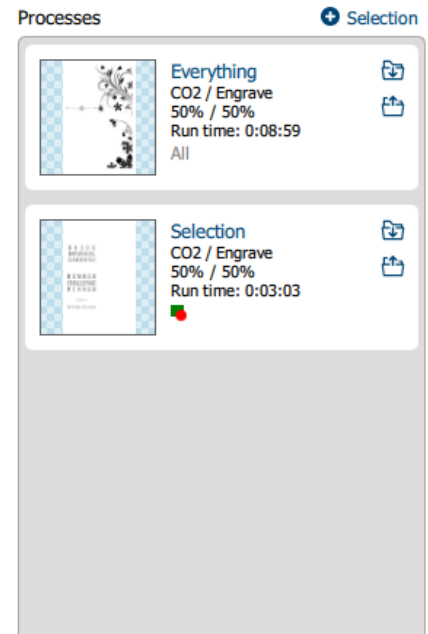 Processes
Selection
Everything
CO2 / Engrave
50% / 50%
Run time: 0:08:59
All
Selection
CO2 / Engrave
50% / 50%
Run time: 0:03:03